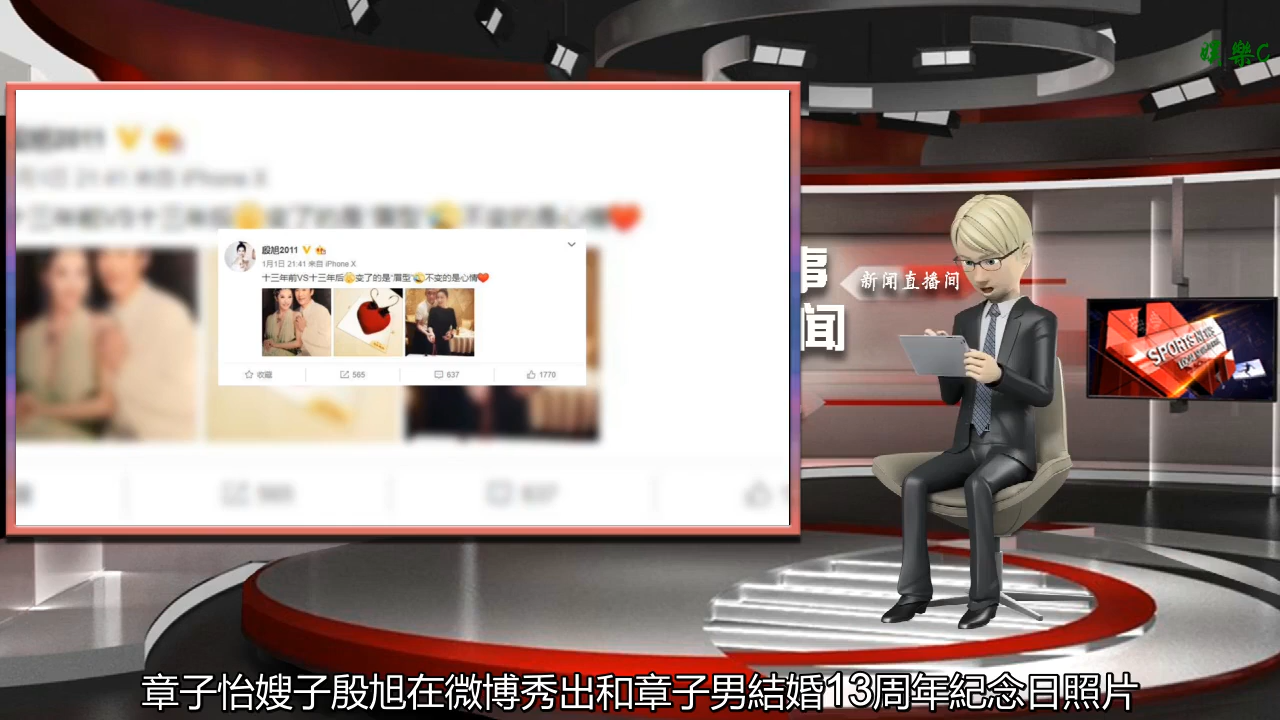 殷旭2011
1月1日 21:41 来自 iPhone X
十三年前VS十三年后变了的是"眉型"不变的是心情
收藏
565
637
1770
事
闻
新闻直播间
SPORTS
樂C
章子怡嫂子殷旭在微博秀出和章子男結婚13周年紀念日照片